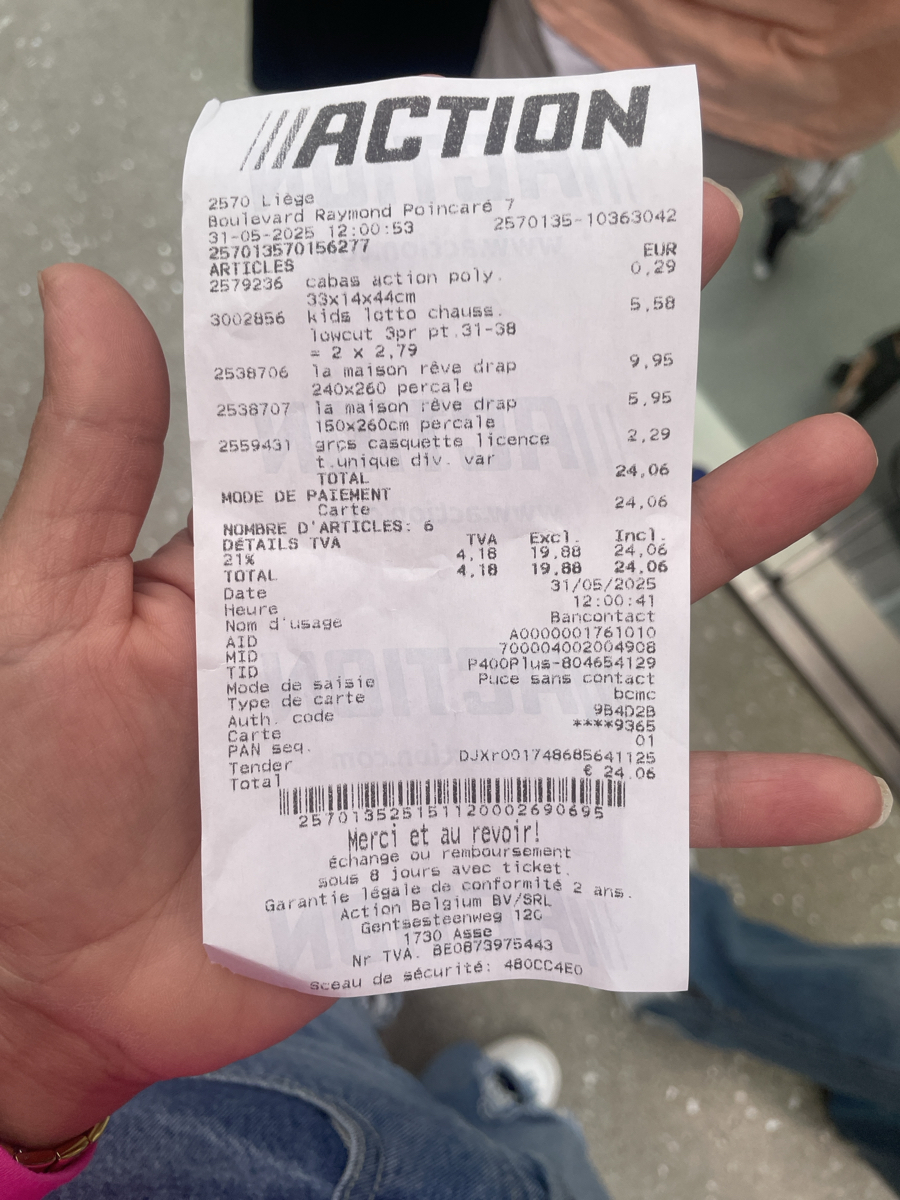 ACTION
2570 Liège
Boulevard Raymond Poincaré 7
31-05-2025 12:00:53 2570135-10363042
257013570156277
ARTICLES EUR
2579236 cabas action poly. 0,29
33x14x44cm
3002856 kids lotto chauss. 5,58
lowcut 3pr pt.31-38
= 2 x 2,79
2538706 la maison rêve drap 9,95
240x260 percale
2538707 la maison rêve drap 5,95
150x260cm percale
2559431 grçs casquette licence 2,29
t.unique div. var
TOTAL 24,06
MODE DE PAIEMENT
Carte 24,06
NOMBRE D'ARTICLES: 6
DÉTAILS TVA TVA Excl. Incl.
21% 4,18 19,88 24,06
TOTAL 4,18 19,88 24,06
Date 31/05/2025
Heure 12:00:41
Nom d'usage Bancontact
AID A0000001761010
MID 700004002004908
TID P400Plus-804654129
Mode de saisie Puce sans contact
Type de carte bcmc
Auth. code 9B4D2B
Carte ****9365
PAN seq. 01
Tender DJXr001748685641125
Total € 24.06
257013525151120002690695
Merci et au revoir!
échange ou remboursement
sous 8 jours avec ticket.
Garantie légale de conformité 2 ans.
Action Belgium BV/SRL
Gentsesteenweg 120
1730 Asse
Nr TVA. BE0873975443
sceau de sécurité: 480CC4E0